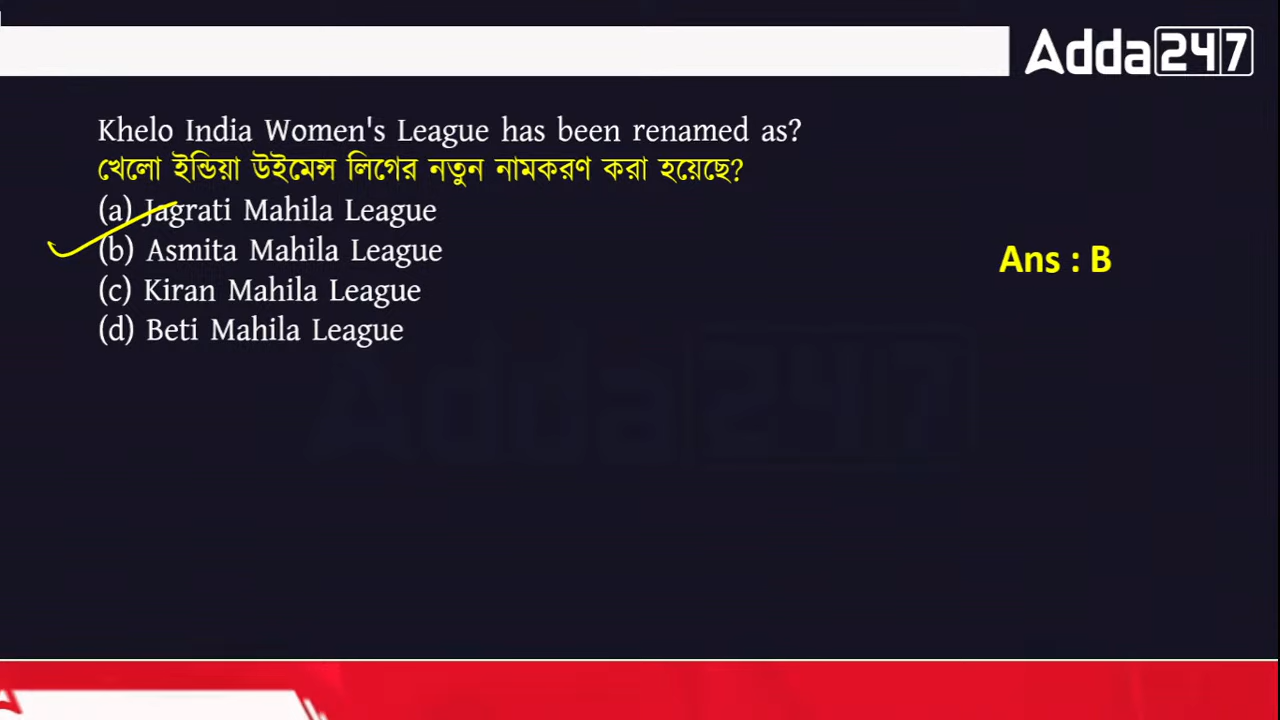 Adda247
Khelo India Women's League has been renamed as?
খেলো ইন্ডিয়া উইমেন্স লিগের নতুন নামকরণ করা হয়েছে?
(a) Jagrati Mahila League
(b) Asmita Mahila League
(c) Kiran Mahila League
(d) Beti Mahila League
Ans : B
Adda247